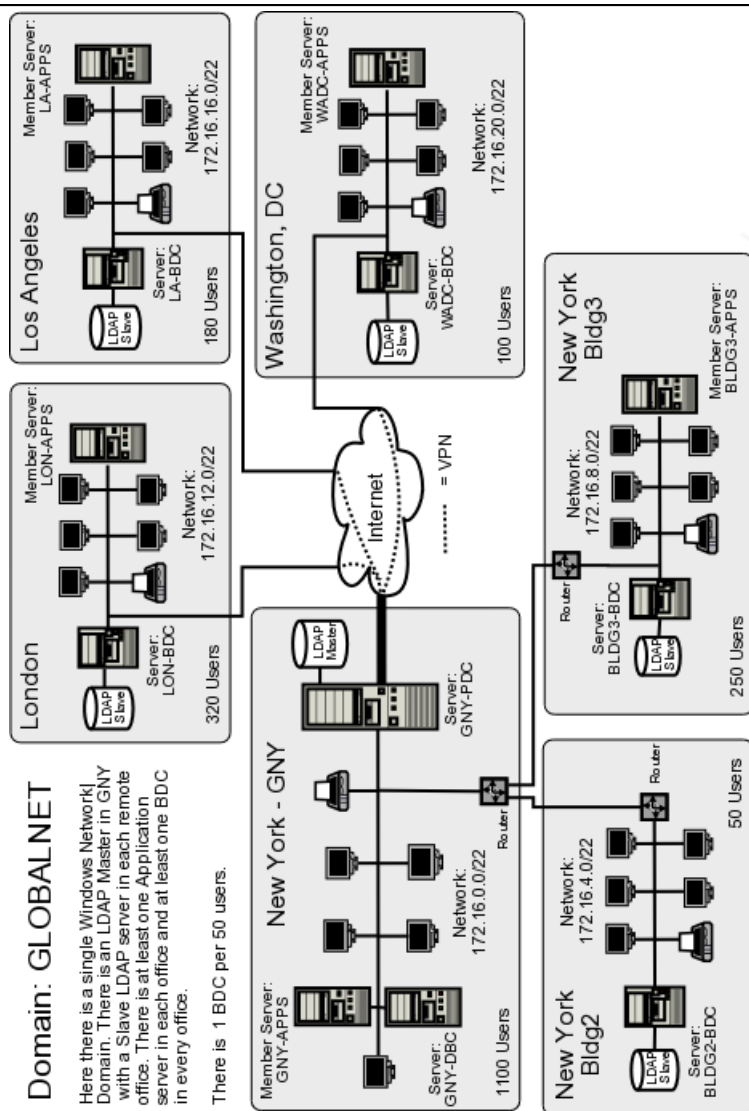 Domain: GLOBALNET
Here there is a single Windows Network|
Domain. There is an LDAP Master in GNY
with a Slave LDAP server in each remote
office. There is at least one Application
server in each office and at least one BDC
in every office.
There is 1 BDC per 50 users.
London
Member Server:
LON-APPS
LDAP
Slave
Server:
LON-BDC
Network:
172.16.12.0/22
320 Users
Los Angeles
Member Server:
LA-APPS
LDAP
Slave
Server:
LA-BDC
Network:
172.16.16.0/22
180 Users
New York - GNY
Member Server:
GNY-APPS
Server:
GNY-DBC
Network:
172.16.0.0/22
Router
LDAP
Master
Server:
GNY-PDC
1100 Users
Internet
= VPN
Washington, DC
Member Server:
WADC-APPS
LDAP
Slave
Server:
WADC-BDC
Network:
172.16.20.0/22
100 Users
New York
Bldg2
Network:
172.16.4.0/22
LDAP
Slave
Server:
BLDG2-BDC
Router
50 Users
New York
Bldg3
Router
Network:
172.16.8.0/22
LDAP
Slave
Server:
BLDG3-BDC
Member Server:
BLDG3-APPS
250 Users